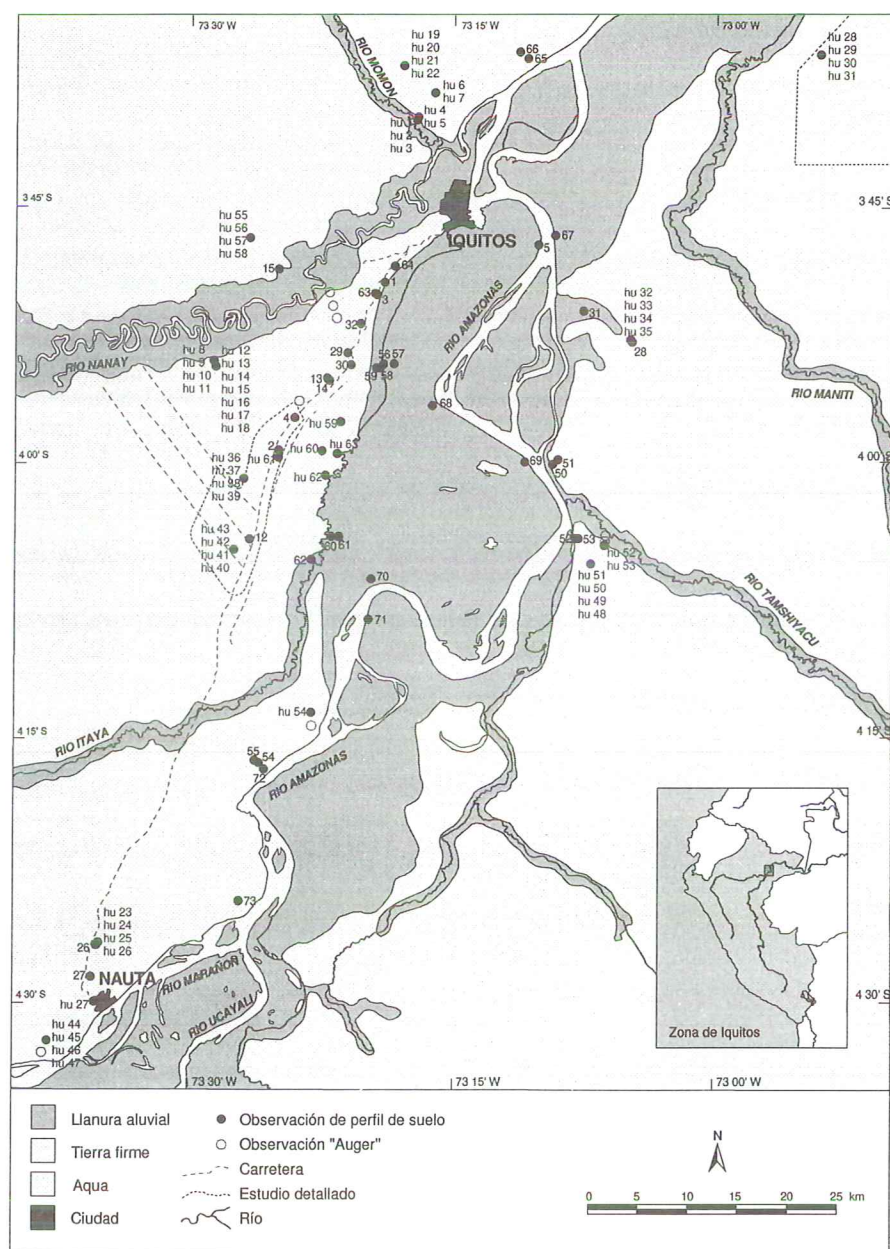 73 30' W
73 15' W
73 00' W
RIO MOMON
hu 19
hu 20
hu 21
hu 22
66
65
hu 28
hu 29
hu 30
hu 31
hu 6
hu 7
hu 4
hu 5
hu 2
hu 3
3 45' S
3 45' S
hu 55
hu 56
hu 57
hu 58
IQUITOS
67
5
15
64
1
63
3
RIO AMAZONAS
31
hu 32
hu 33
hu 34
hu 35
28
32
RIO NANAY
hu 8
hu 9
hu 10
hu 11
hu 12
hu 13
hu 14
hu 15
hu 16
hu 17
hu 18
29
30
56
57
59
58
13
14
RIO MANITI
68
hu 59
2
hu 60
hu 61
hu 63
4 00' S
4 00' S
hu 36
hu 37
hu 38
hu 39
hu 62
69
51
50
hu 43
hu 42
hu 41
hu 40
12
60
61
62
52
53
hu 52
hu 53
hu 51
hu 50
hu 49
hu 48
RIO TAMSHIYACU
70
71
hu 54
RIO ITAYA
4 15' S
4 15' S
55
54
72
RIO AMAZONAS
73
hu 23
hu 24
hu 25
hu 26
26
27
NAUTA
hu 27
RIO MARAÑOR
RIO UCAYALI
4 30' S
4 30' S
hu 44
hu 45
hu 46
hu 47
Zona de Iquitos
73 30' W
73 15' W
73 00' W
Llanura aluvial
Tierra firme
Aqua
Ciudad
Observación de perfil de suelo
Observación "Auger"
Carretera
Estudio detallado
Río
N
0 5 10 15 20 25 km